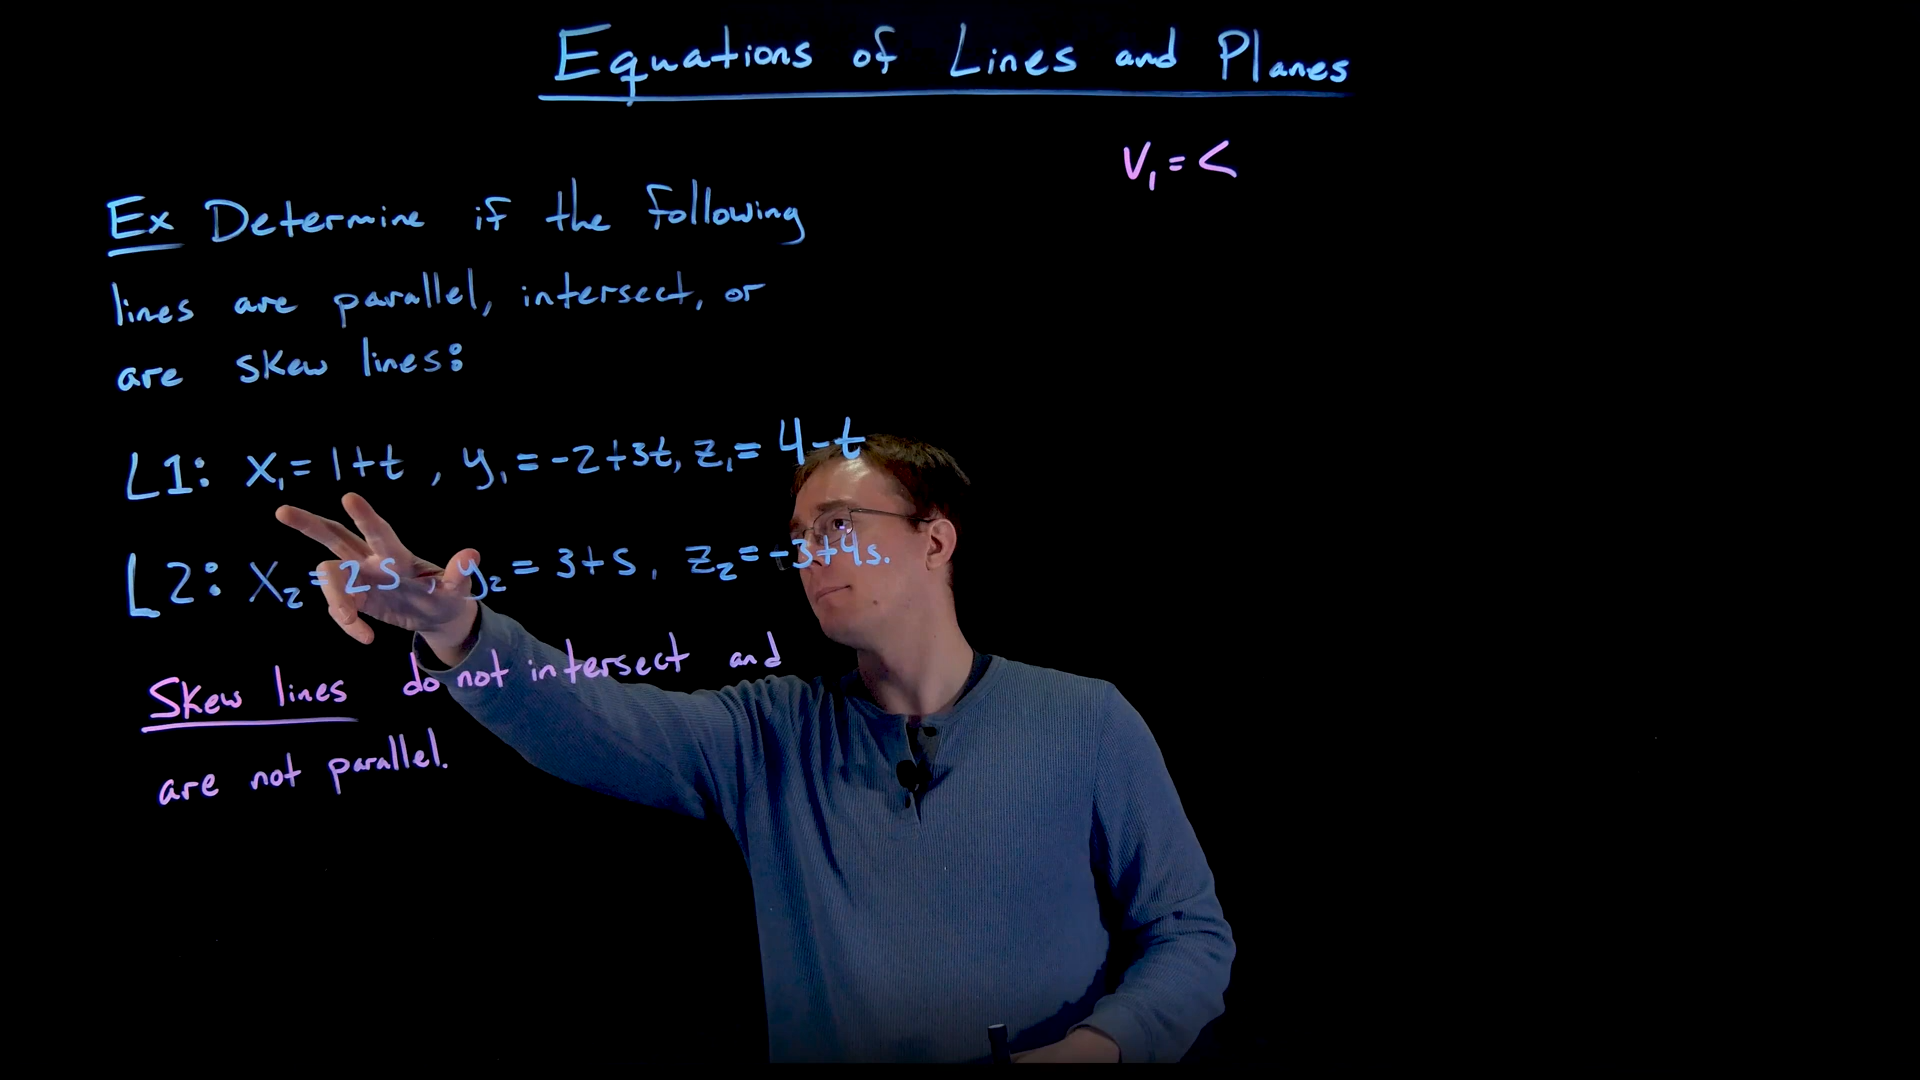 Equations of Lines and Planes
V₁ = <
Ex Determine if the following
lines are parallel, intersect, or
are skew lines:
L1: x₁ = 1+t, y₁ = -2+3t, z₁ = 4-t
L2: x₂ = 2s, y₂ = 3+s, z₂ = -3+4s.
Skew lines do not intersect and
are not parallel.